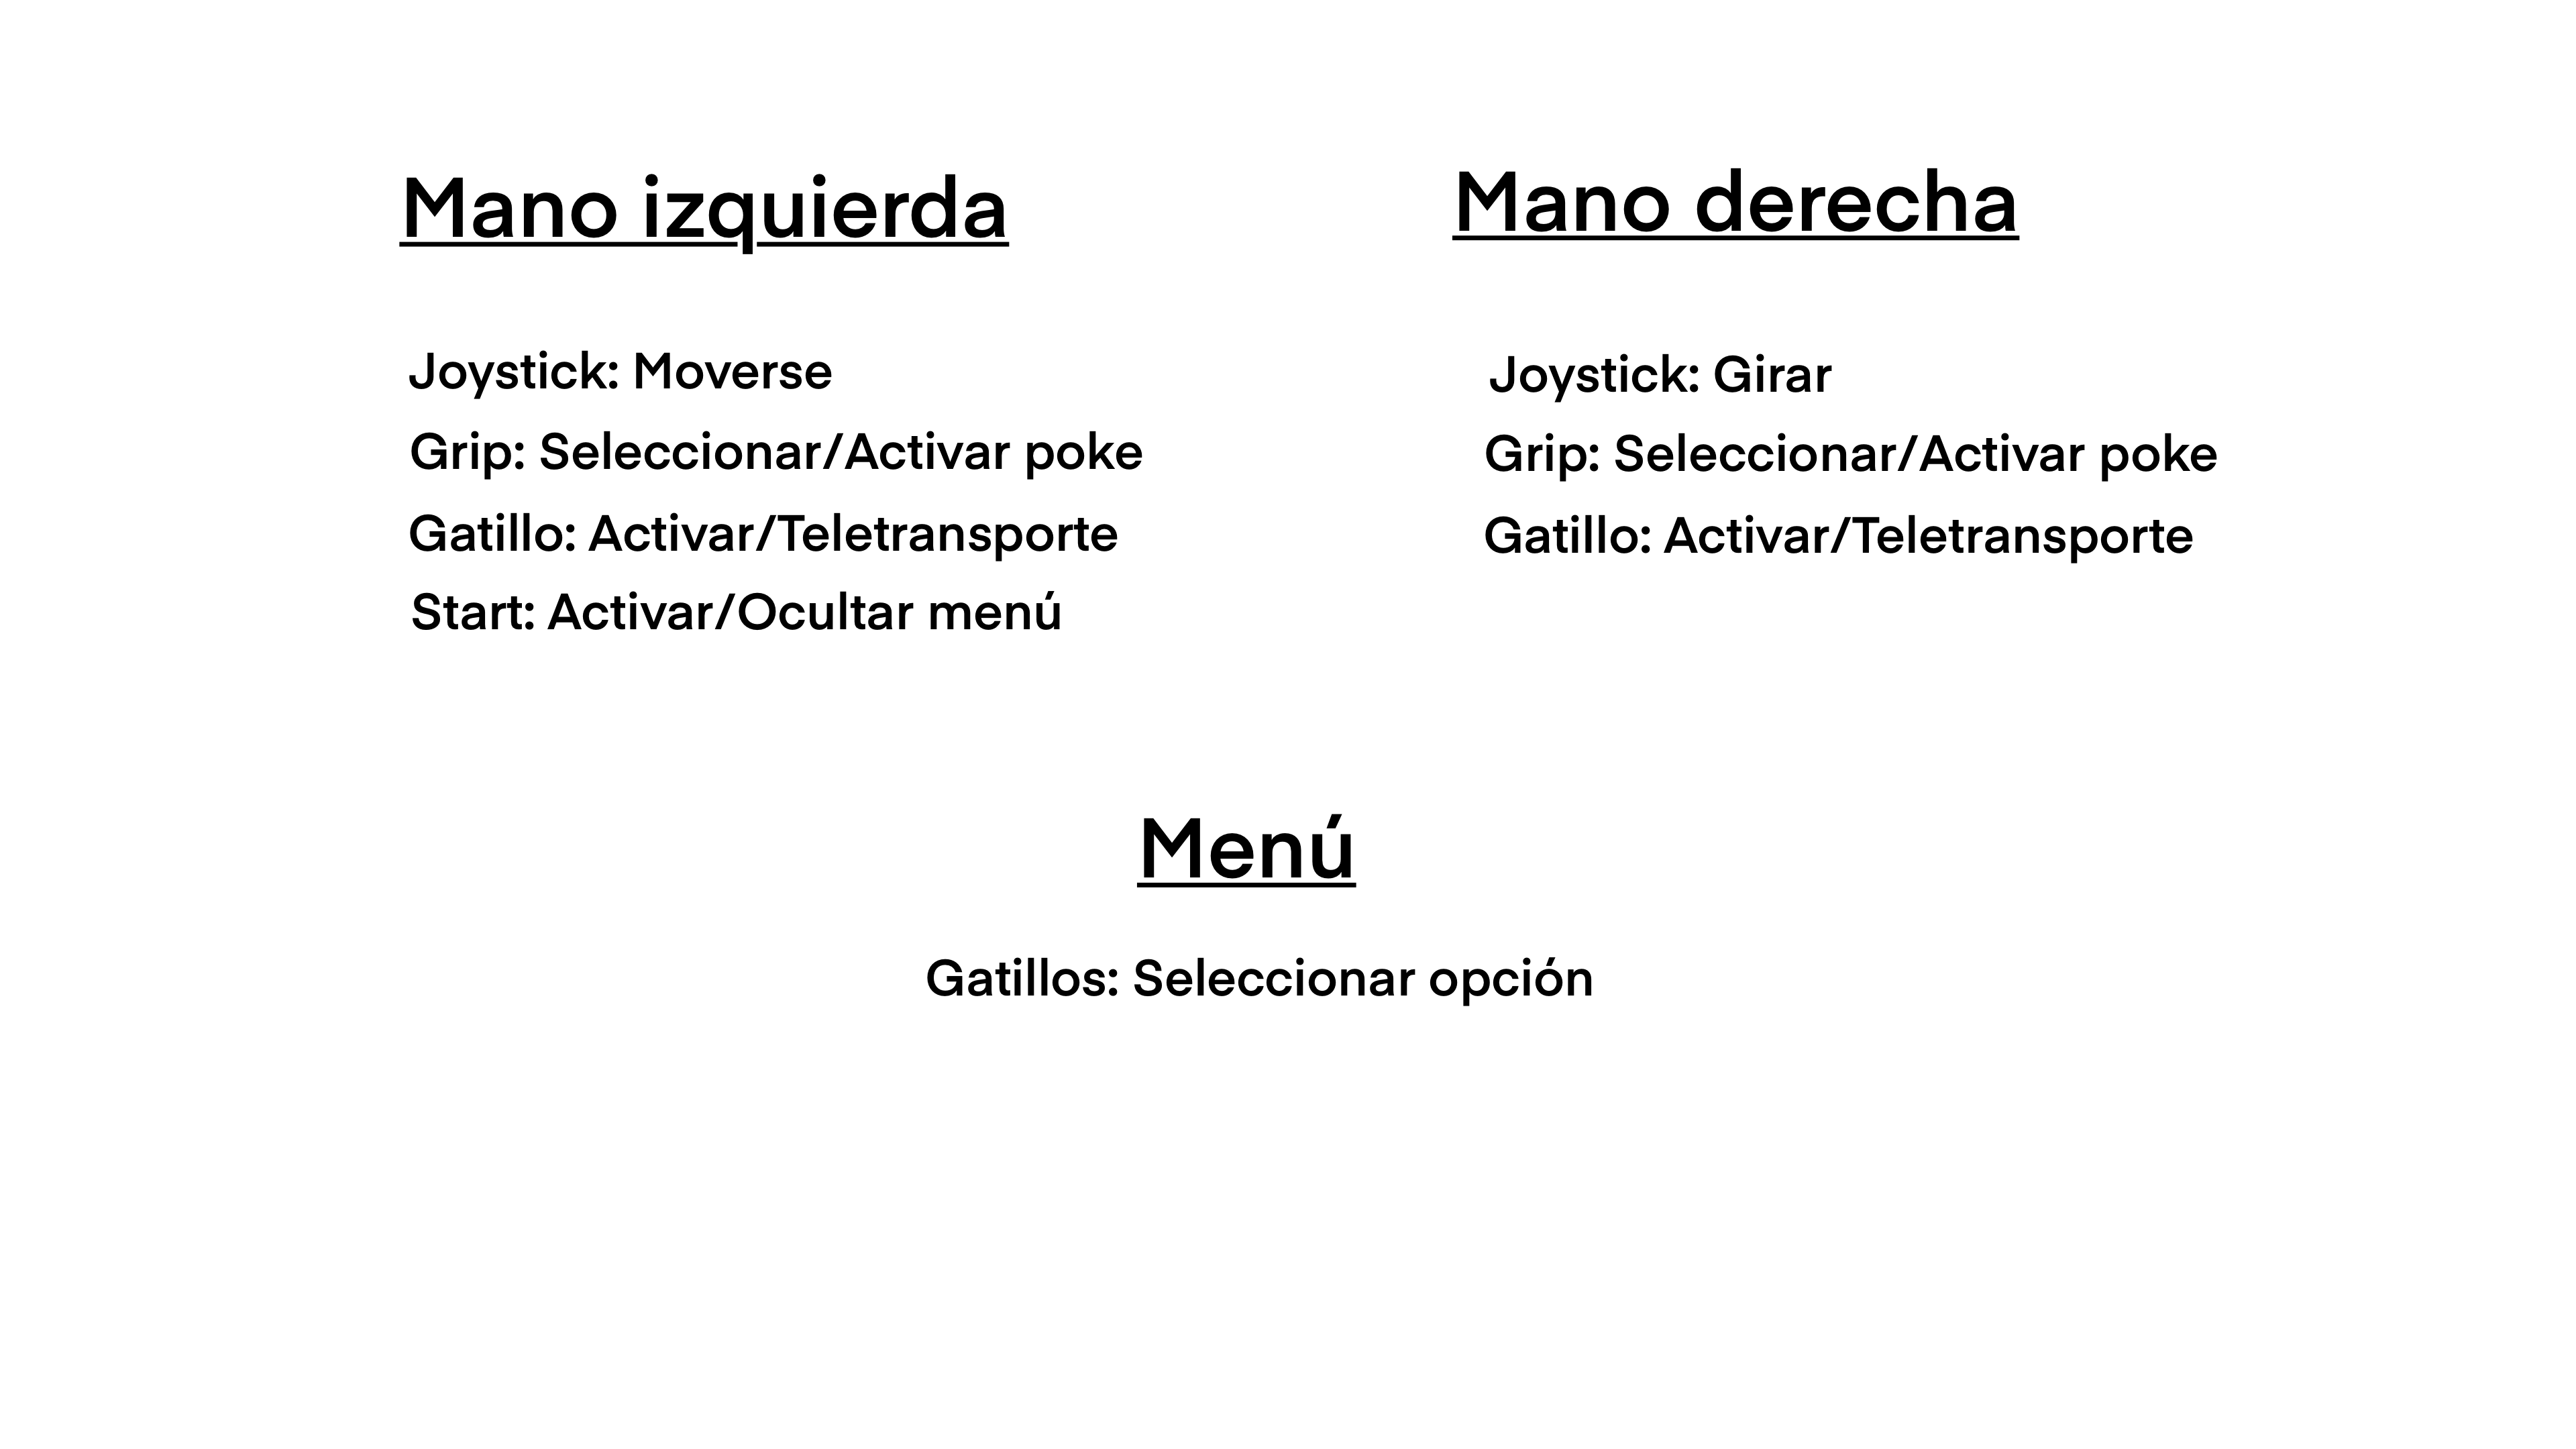 Mano izquierda
Joystick: Moverse
Grip: Seleccionar/Activar poke
Gatillo: Activar/Teletransporte
Start: Activar/Ocultar menú
Mano derecha
Joystick: Girar
Grip: Seleccionar/Activar poke
Gatillo: Activar/Teletransporte
Menú
Gatillos: Seleccionar opción